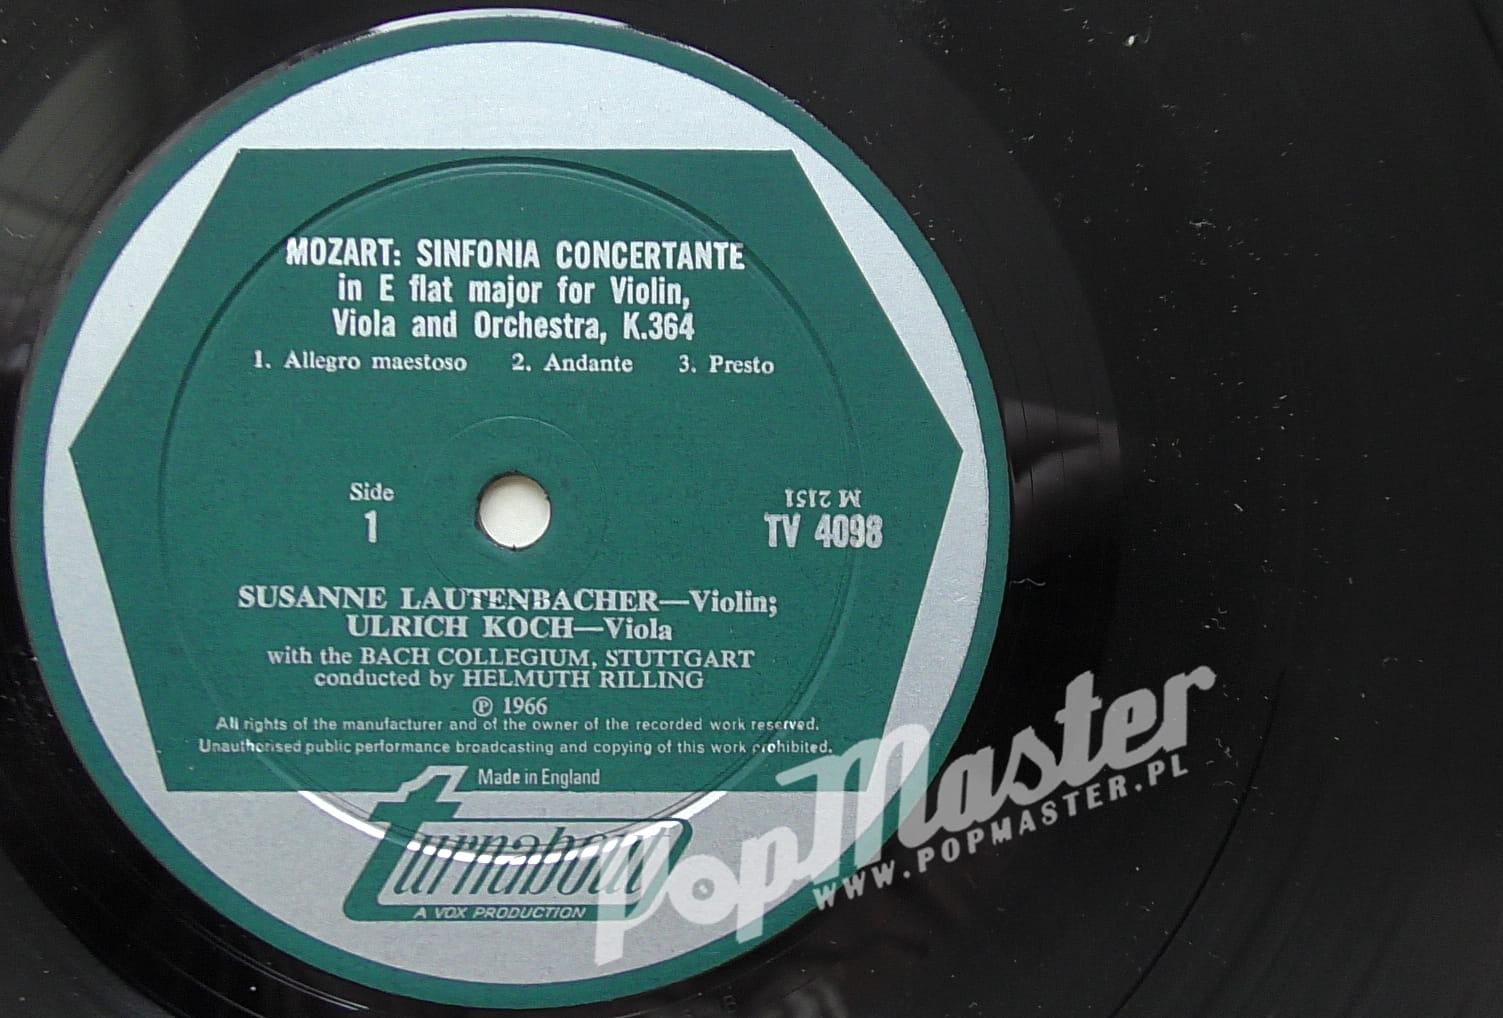 MOZART: SINFONIA CONCERTANTE
in E flat major for Violin,
Viola and Orchestra, K.364
1. Allegro maestoso 2. Andante 3. Presto
Side
1
M 2151
TV 4098
SUSANNE LAUTENBACHER—Violin;
ULRICH KOCH—Viola
with the BACH COLLEGIUM, STUTTGART
conducted by HELMUTH RILLING
℗ 1966
All rights of the manufacturer and of the owner of the recorded work reserved.
Unauthorised public performance broadcasting and copying of this work prohibited.
Made in England
turnabout
A VOX PRODUCTION
PopMaster
WWW.POPMASTER.PL